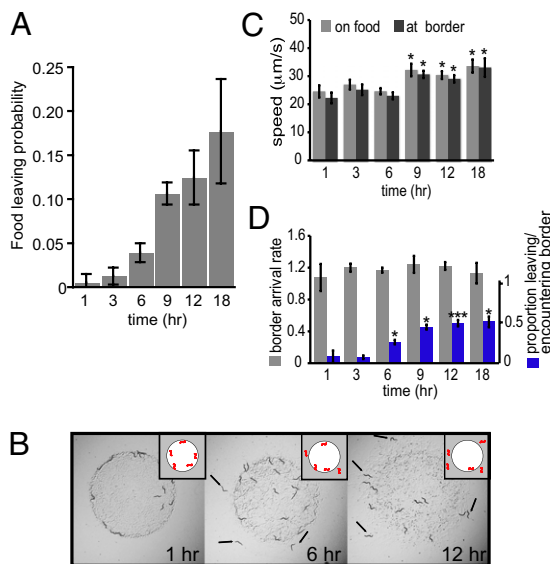 A
Food leaving probability
0.25
0.20
0.15
0.10
0.05
0
1 3 6 9 12 18
time (hr)
C
on food at border
speed (μm/s)
50
40
30
20
10
0
* * * * * *
1 3 6 9 12 18
time (hr)
D
border arrival rate
1.6
1.2
0.8
0.4
0
* * *** *
1
0.5
0
proportion leaving/
encountering border
1 3 6 9 12 18
time (hr)
B
1 hr
6 hr
12 hr